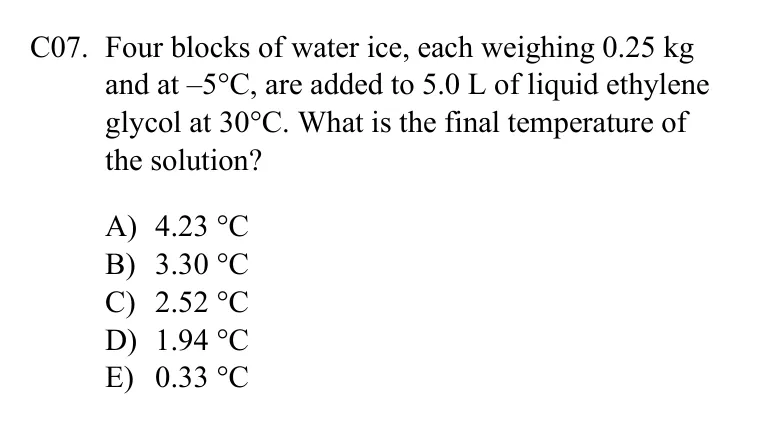 C07. Four blocks of water ice, each weighing 0.25 kg
and at –5°C, are added to 5.0 L of liquid ethylene
glycol at 30°C. What is the final temperature of
the solution?
A) 4.23 °C
B) 3.30 °C
C) 2.52 °C
D) 1.94 °C
E) 0.33 °C